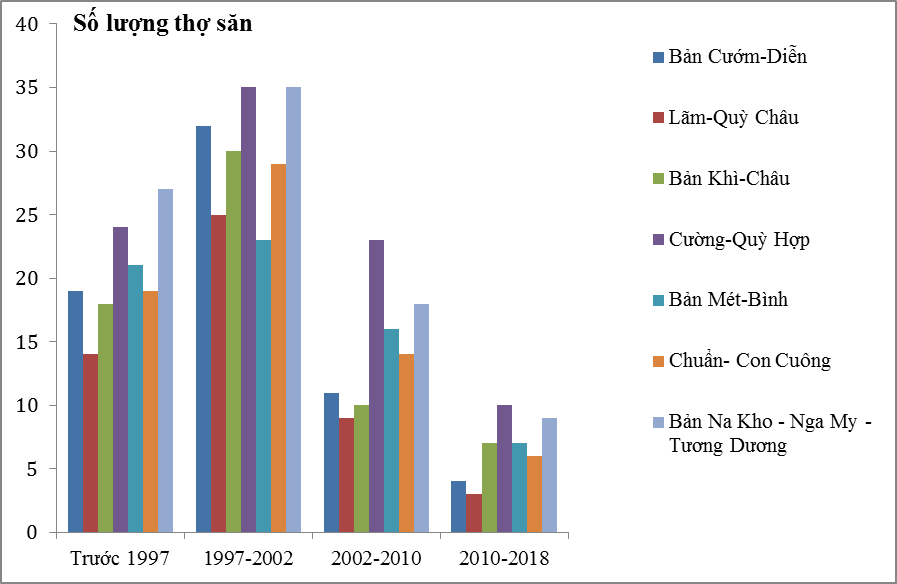 Số lượng thợ săn
40
35
30
25
20
15
10
5
0
Trước 1997
1997-2002
2002-2010
2010-2018
Bản Cướm-Diễn
Lãm-Quỳ Châu
Bản Khì-Châu
Cường-Quỳ Hợp
Bản Mét-Bình
Chuẩn- Con Cuông
Bản Na Kho - Nga My -
Tương Dương